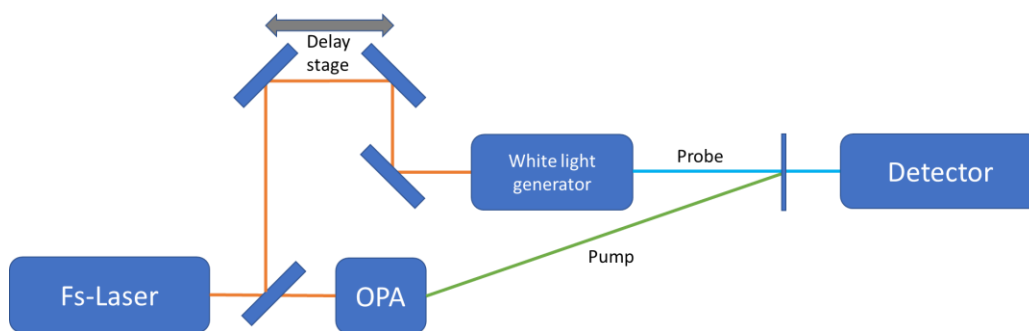 Delay
stage
White light
generator
Probe
Detector
Pump
Fs-Laser
OPA